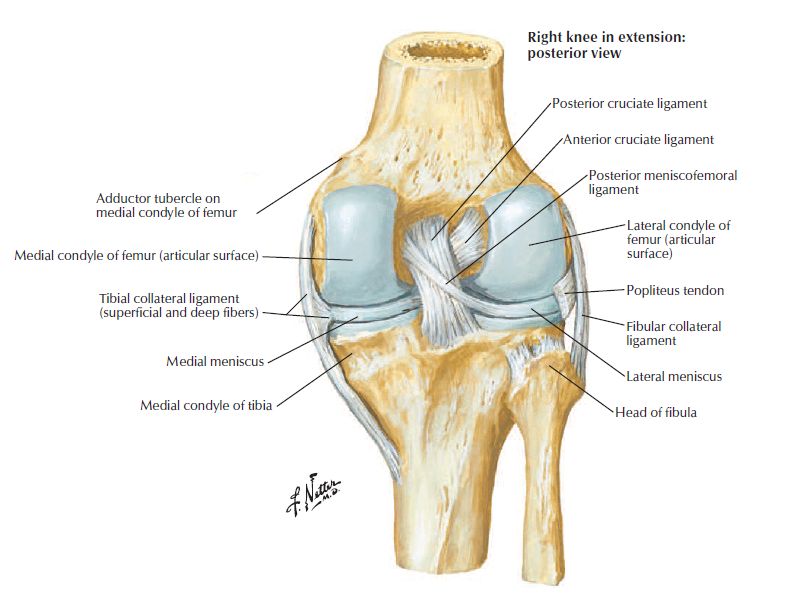 Right knee in extension:
posterior view
Posterior cruciate ligament
Anterior cruciate ligament
Posterior meniscofemoral
ligament
Lateral condyle of
femur (articular
surface)
Popliteus tendon
Fibular collateral
ligament
Lateral meniscus
Head of fibula
Adductor tubercle on
medial condyle of femur
Medial condyle of femur (articular surface)
Tibial collateral ligament
(superficial and deep fibers)
Medial meniscus
Medial condyle of tibia
F. Netter
M.D.